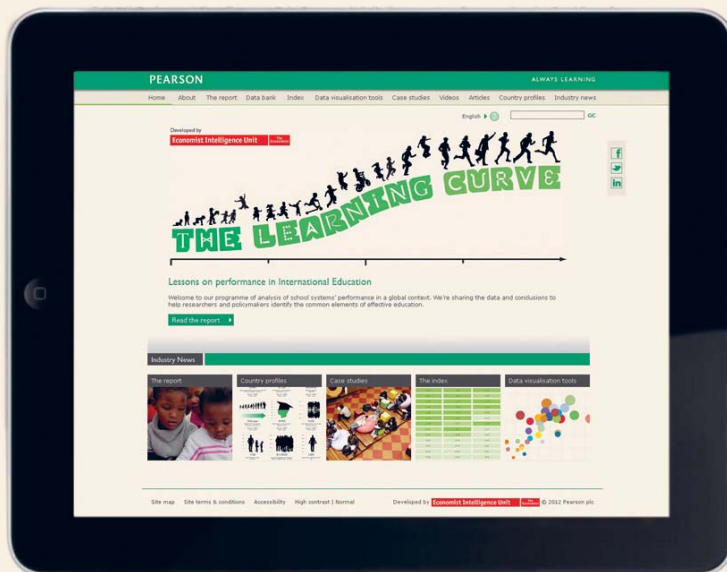 PEARSON
ALWAYS LEARNING
Home About The report Data bank Index Data visualisation tools Case studies Videos Articles Country profiles Industry news
English
GO
Developed by
Economist Intelligence Unit The Economist
THE LEARNING CURVE
Lessons on performance in International Education
Welcome to our programme of analysis of school systems' performance in a global context. We're sharing the data and conclusions to
help researchers and policymakers identify the common elements of effective education.
Read the report
Industry News
The report
Country profiles
Case studies
The index
Data visualisation tools
Site map Site terms & conditions Accessibility High contrast | Normal
Developed by Economist Intelligence Unit The Economist © 2012 Pearson plc